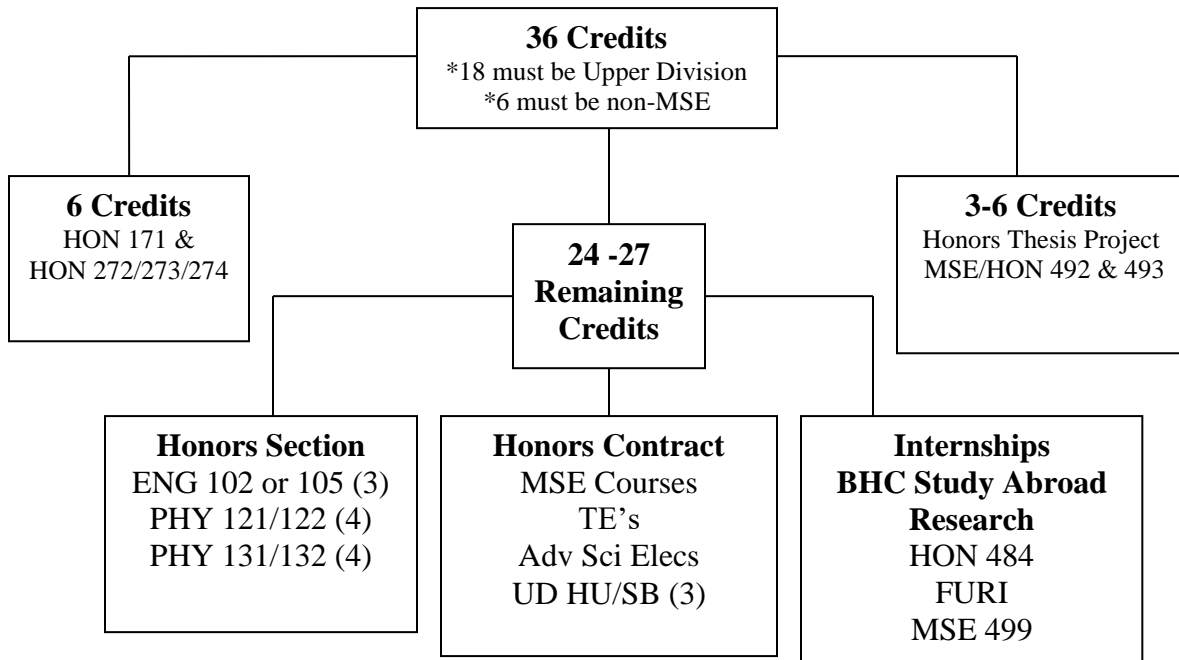 36 Credits
*18 must be Upper Division
*6 must be non-MSE
6 Credits
HON 171 &
HON 272/273/274
3-6 Credits
Honors Thesis Project
MSE/HON 492 & 493
24 -27
Remaining
Credits
Honors Section
ENG 102 or 105 (3)
PHY 121/122 (4)
PHY 131/132 (4)
Honors Contract
MSE Courses
TE's
Adv Sci Elecs
UD HU/SB (3)
Internships
BHC Study Abroad
Research
HON 484
FURI
MSE 499